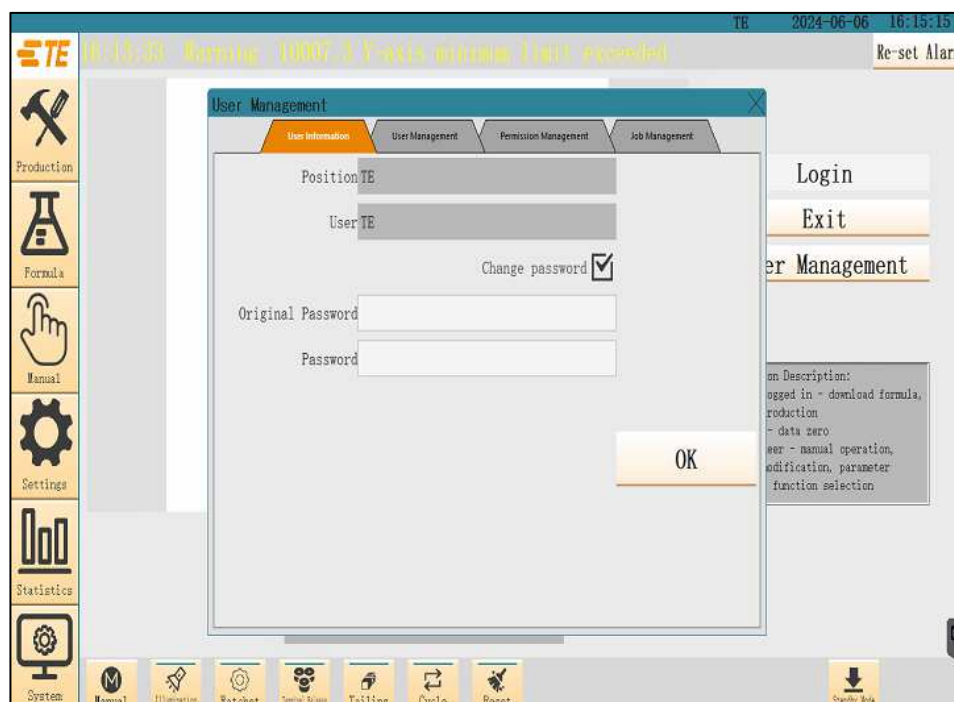 TE 2024-06-06 16:15:15
TE
Warning 10007.3 Y-axis minimum limit exceeded
Re-set Alar
User Management
User Information User Management Permission Management Job Management
Production
Position TE
Login
User TE
Exit
Formula
Change password
er Management
Original Password
Password
Manual
on Description:
ogged in - download formula,
roduction
- data zero
OK
eer - manual operation,
odification, parameter
function selection
Settings
Statistics
System
Manual Illumination Ratchet Tailing Cycle Reset Standby Mode